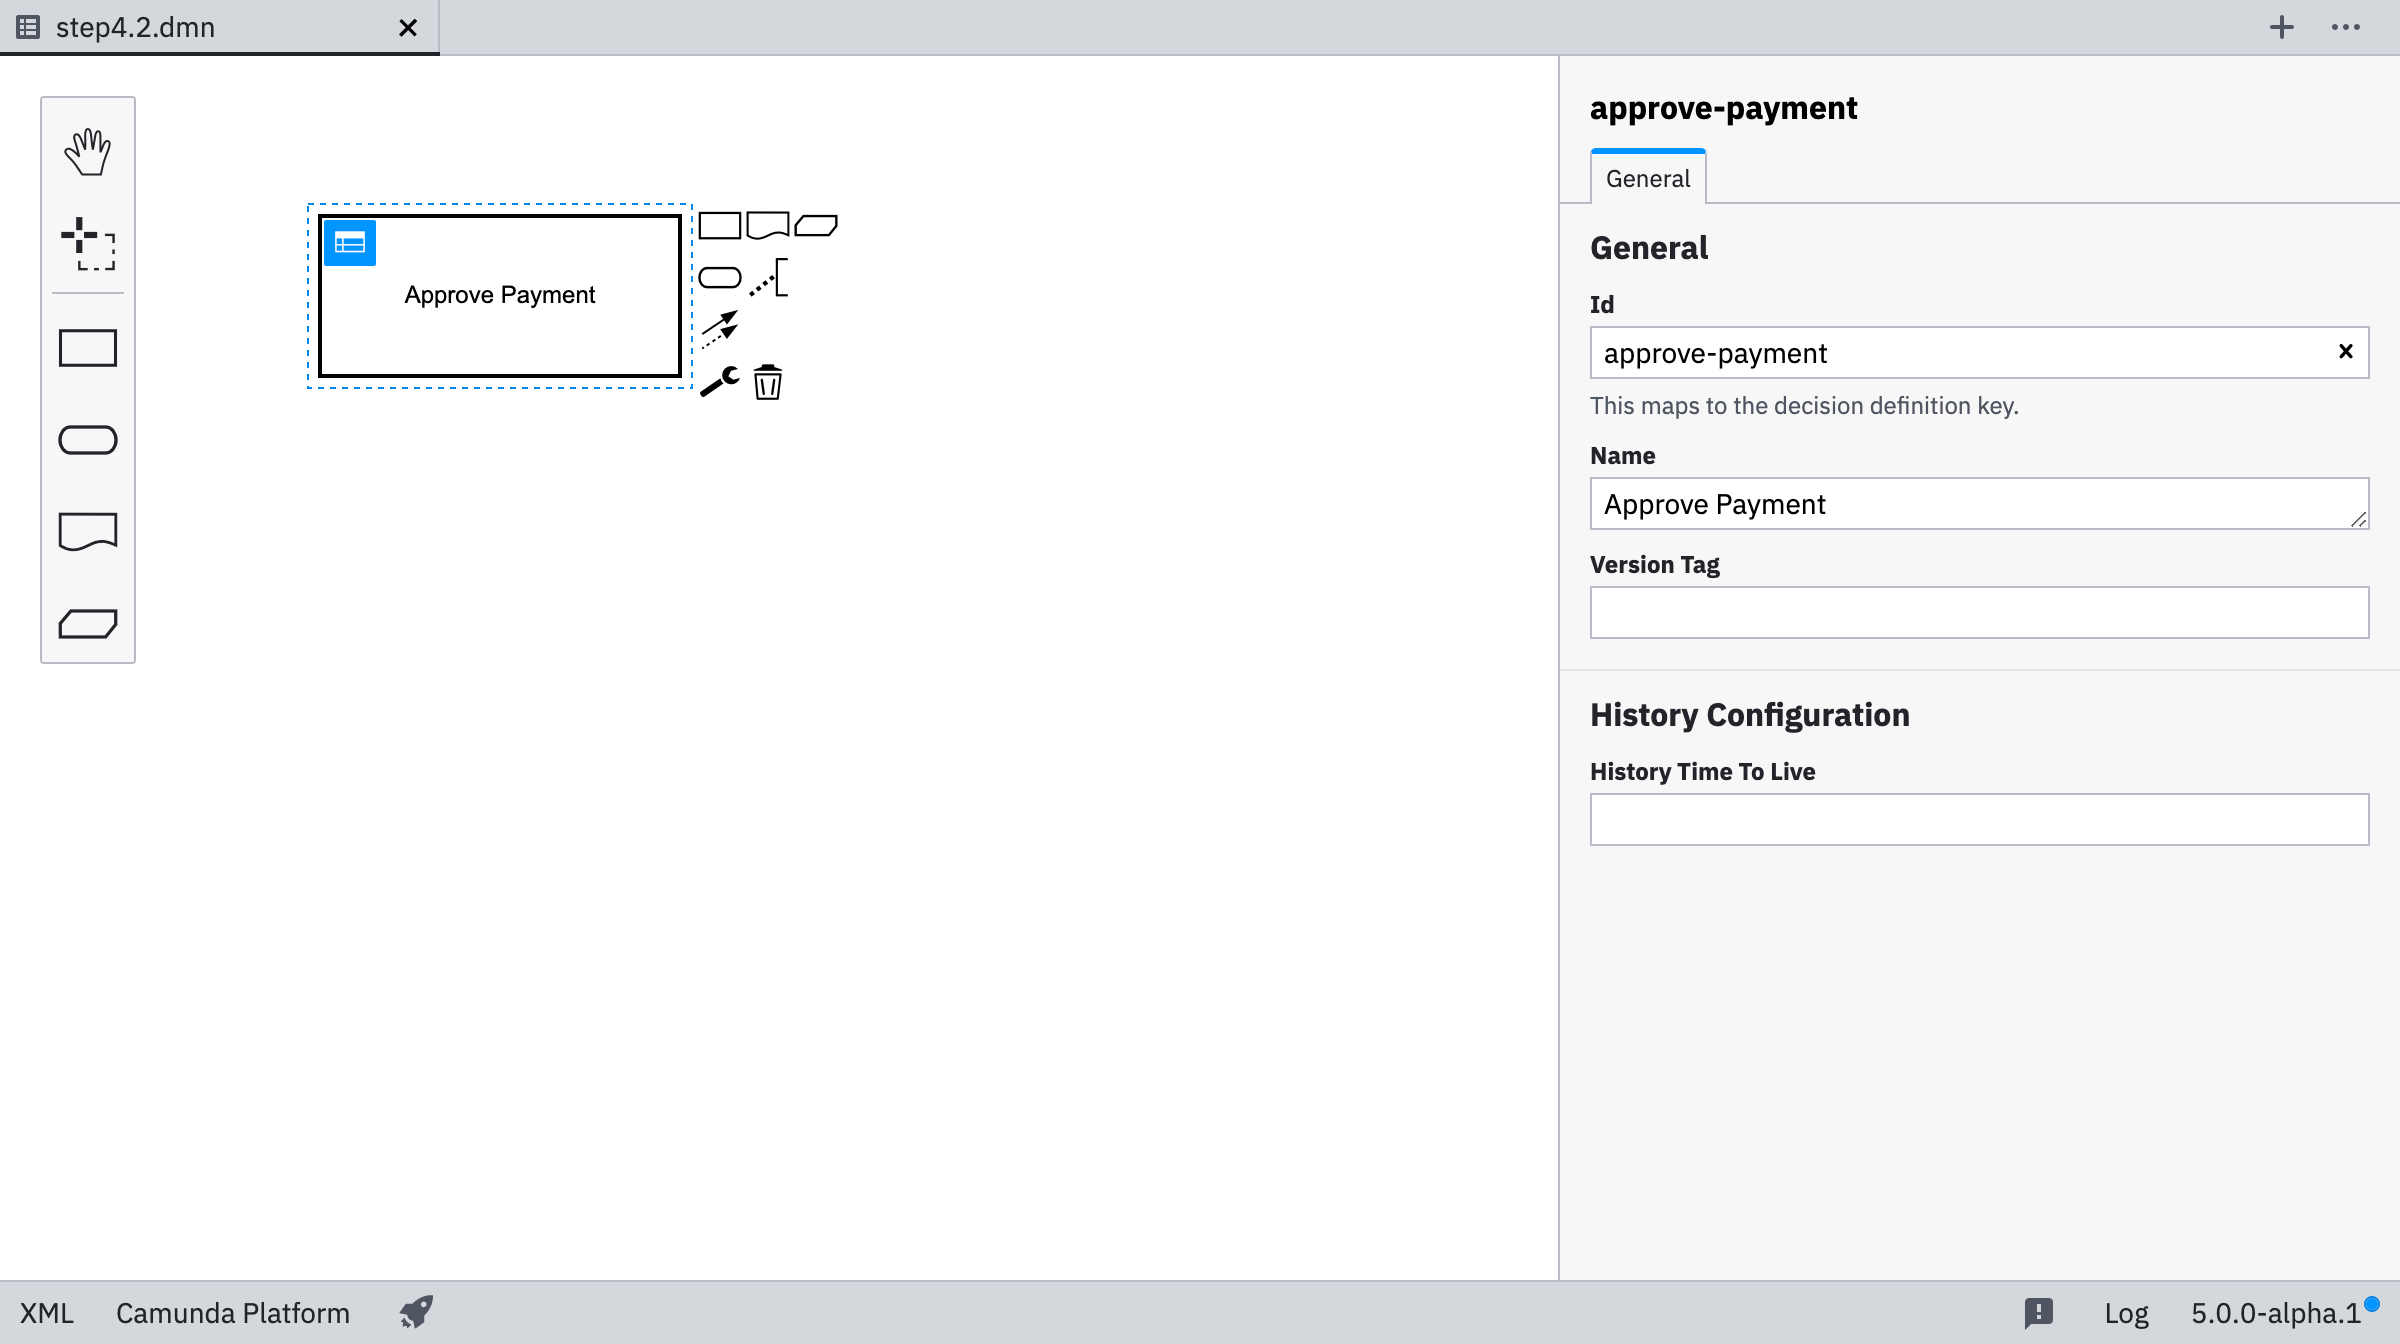 step4.2.dmn
approve-payment
General
General
Id
approve-payment
This maps to the decision definition key.
Name
Approve Payment
Version Tag
History Configuration
History Time To Live
Approve Payment
XML
Camunda Platform
Log
5.0.0-alpha.1